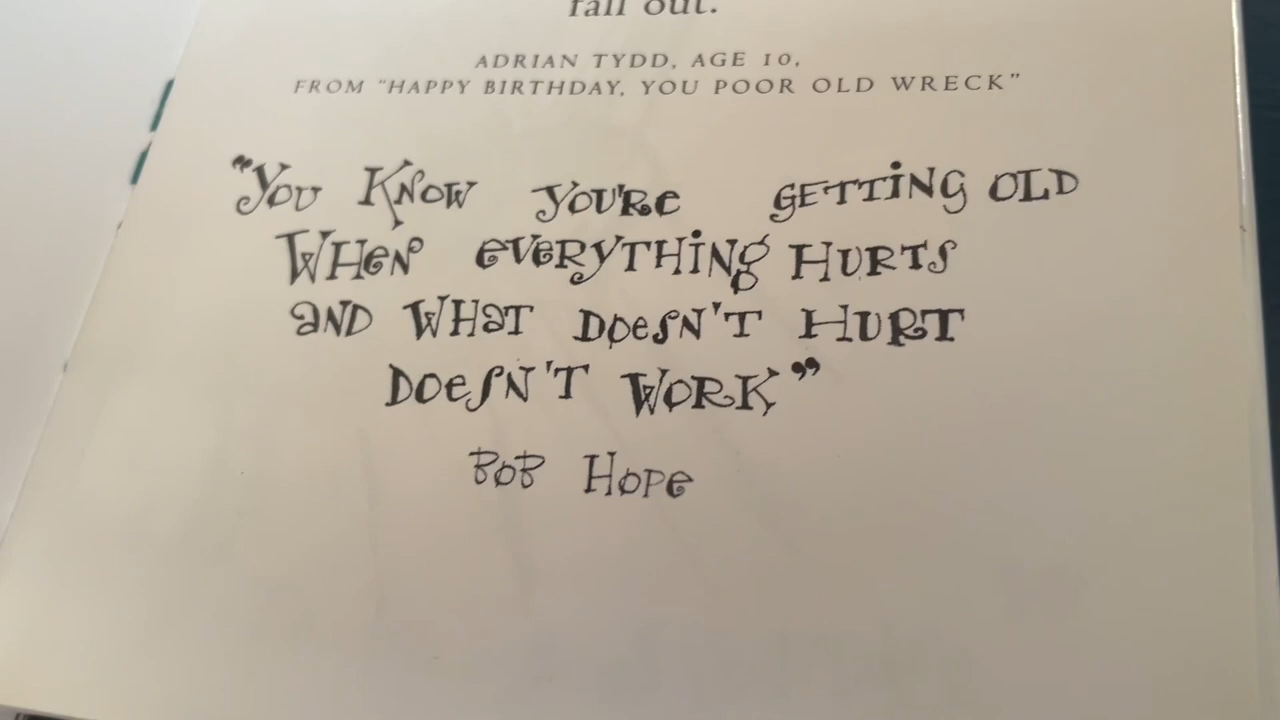 fall out.
ADRIAN TYDD, AGE 10,
FROM "HAPPY BIRTHDAY, YOU POOR OLD WRECK"
"YOU KNOW YOU'RE GETTING OLD
WHEN EVERYTHING HURTS
AND WHAT DOESN'T HURT
DOESN'T WORK"
BOB HOPE